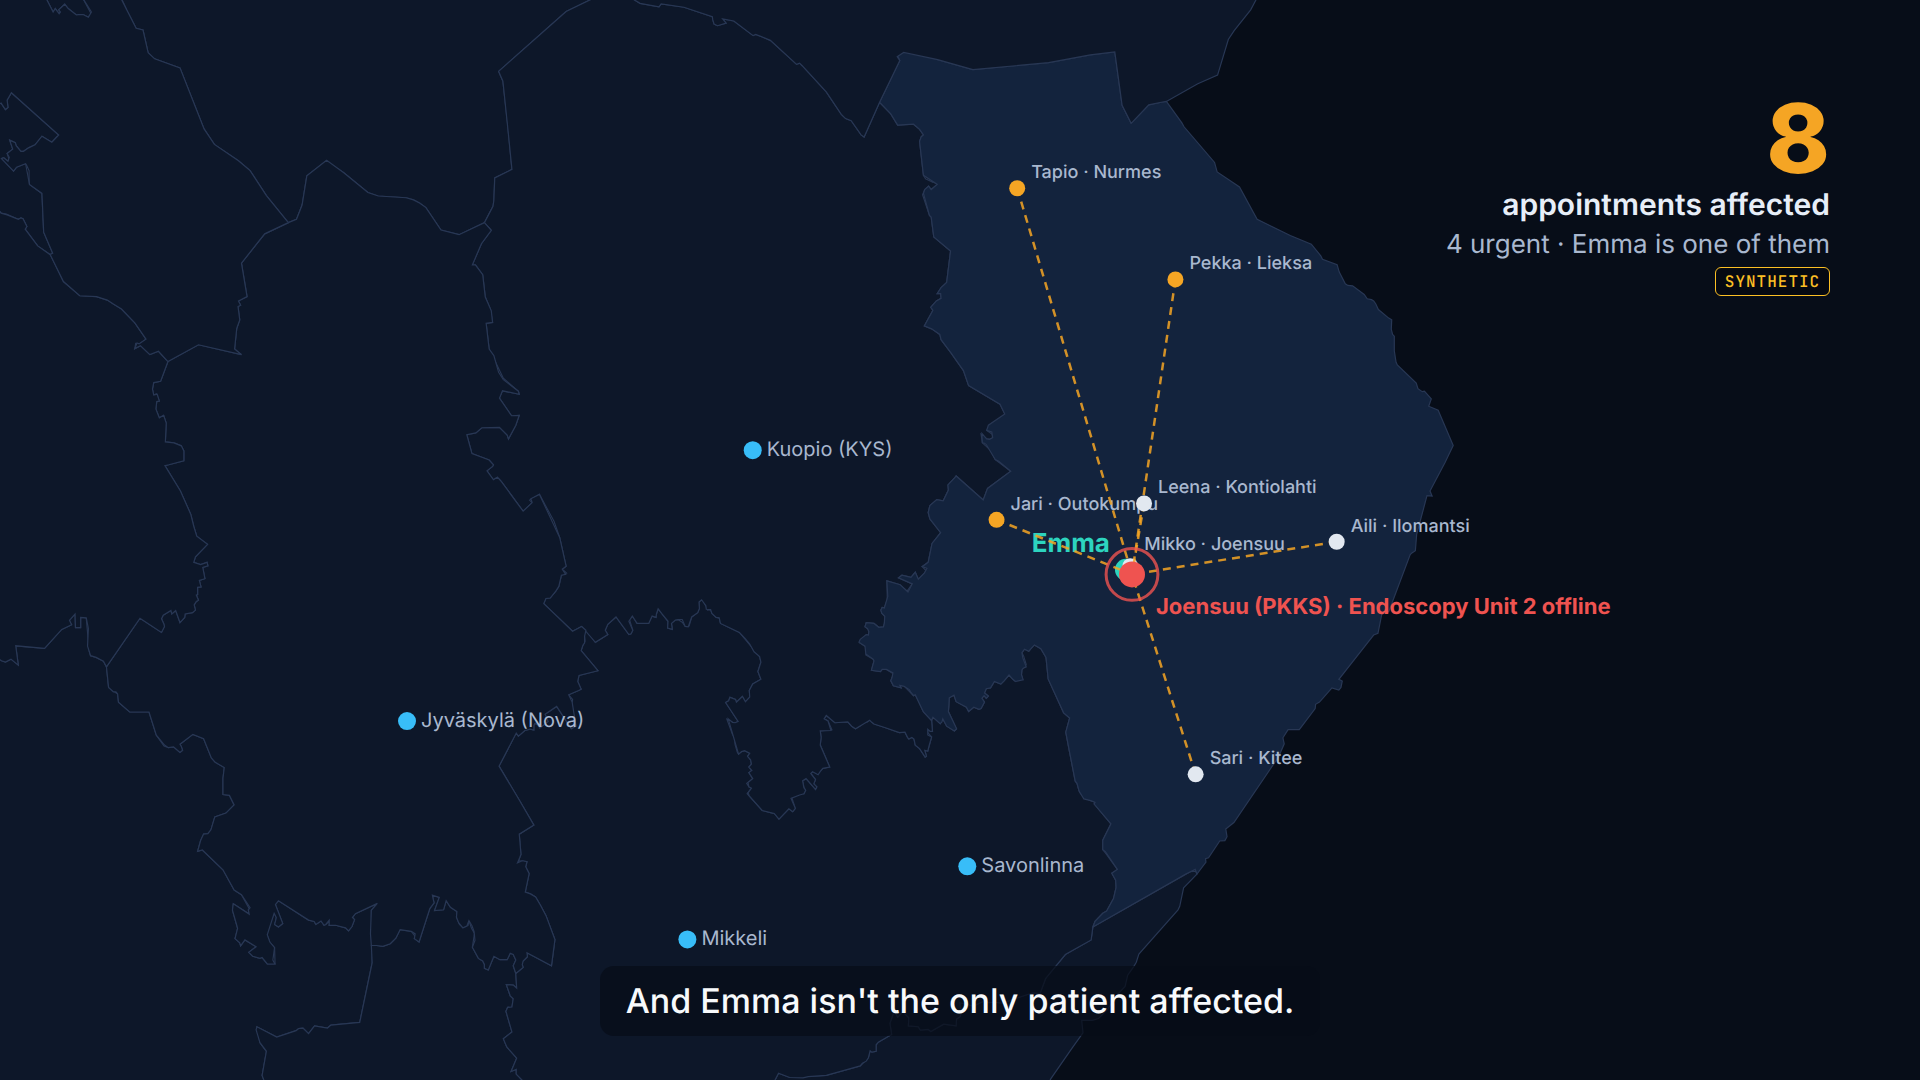 8
appointments affected
4 urgent · Emma is one of them
SYNTHETIC
Tapio · Nurmes
Pekka · Lieksa
Kuopio (KYS)
Leena · Kontiolahti
Jari · Outokumpu
Aili · Ilomantsi
Emma
Mikko · Joensuu
Joensuu (PKKS) · Endoscopy Unit 2 offline
Jyväskylä (Nova)
Sari · Kitee
Savonlinna
Mikkeli
And Emma isn't the only patient affected.